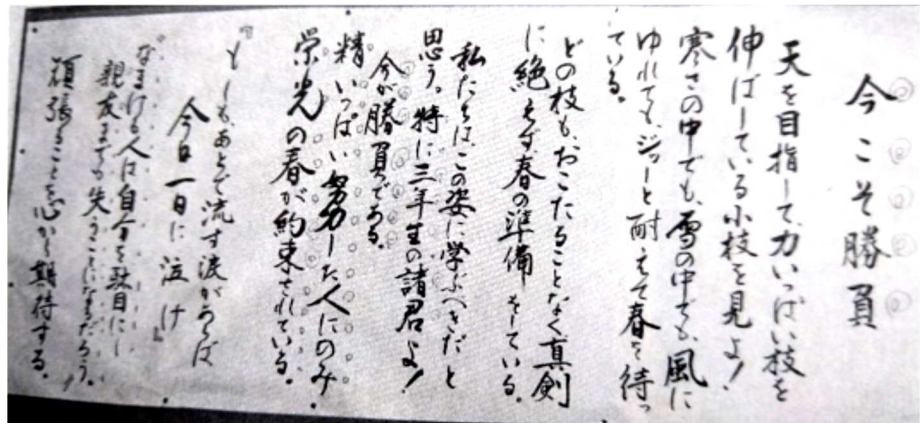 今こそ勝負
天を目指して、力いっぱい枝を
伸ばしている小枝を見よ!
寒さの中でも、雪の中でも、風に
ゆれても、ジッーと耐えて春を待っ
ている。
どの枝も、おこたることなく真剣
に絶えず、春の準備をしている。
私たちは、この姿に学ぶべきだと
思う。特に三年生の諸君よ!
今が勝負である。
精いっぱい努力した人にのみ
栄光の春が約束されている。
『もしもあとで流す涙があらば
今日一日に泣け』
なまける人は自分を駄目にし
親友までも失うことになるだろう。
頑張ることを心から期待する。!